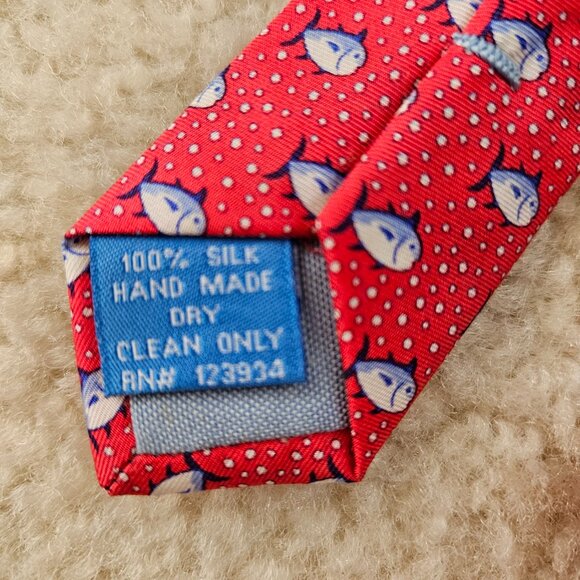 100% SILK
HAND MADE
DRY
CLEAN ONLY
RN# 123934